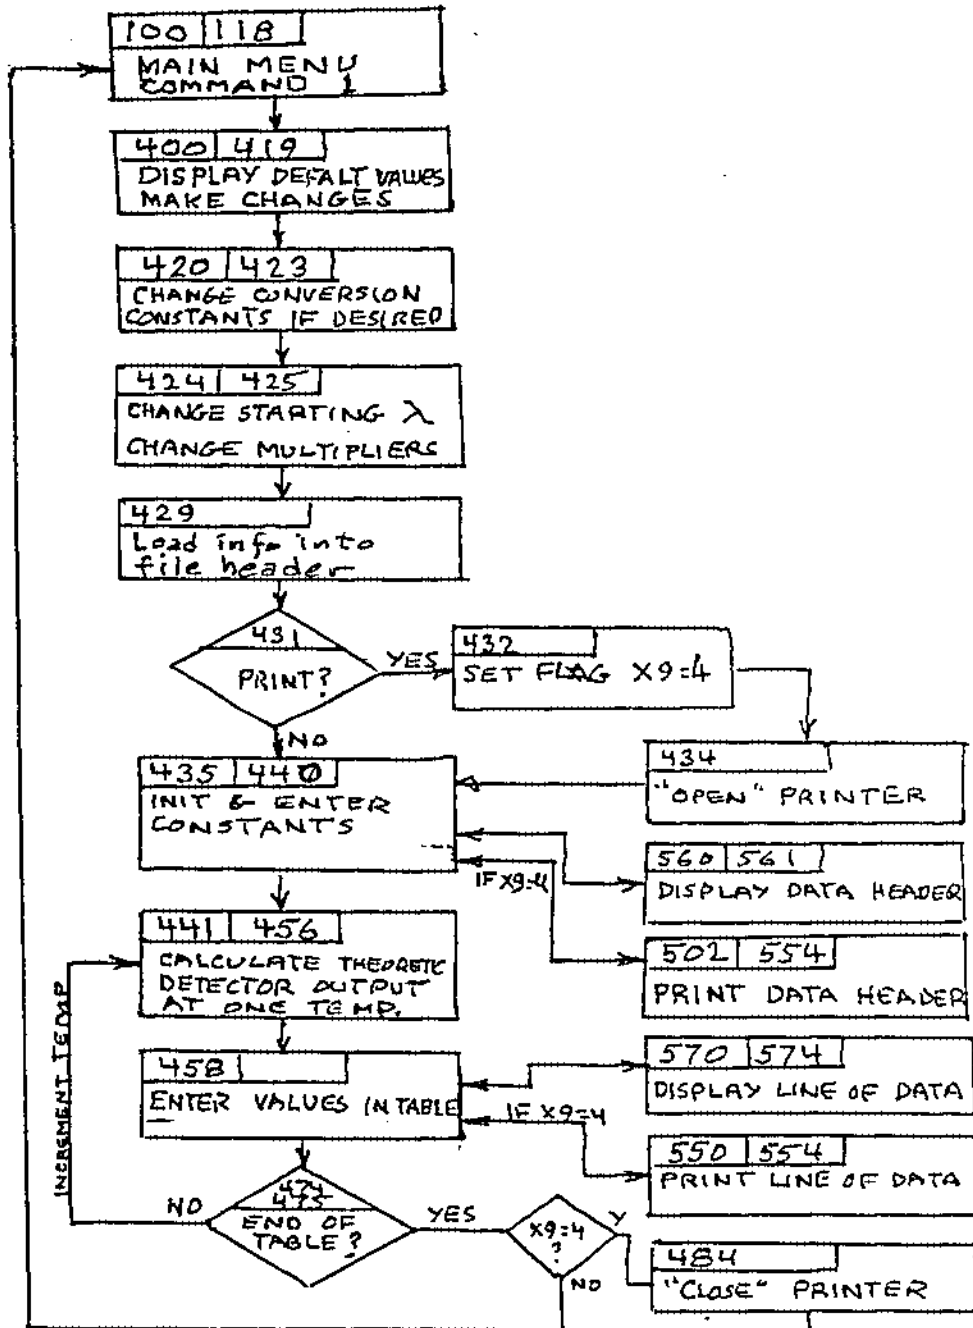 100 118
MAIN MENU
COMMAND 1
400 419
DISPLAY DEFALT VALUES
MAKE CHANGES
420 423
CHANGE CONVERSION
CONSTANTS IF DESIRED
424 425
CHANGE STARTING λ
CHANGE MULTIPLIERS
429
Load info into
file header
431
PRINT?
YES
432
SET FLAG X9=4
NO
434
"OPEN" PRINTER
435 440
INIT & ENTER
CONSTANTS
IF X9=4
560 561
DISPLAY DATA HEADER
502 554
PRINT DATA HEADER
441 456
CALCULATE THEORETC
DETECTOR OUTPUT
AT ONE TEMP.
INCREMENT TEMP
458
ENTER VALUES IN TABLE
IF X9=4
570 574
DISPLAY LINE OF DATA
550 554
PRINT LINE OF DATA
474
475
END OF
TABLE?
NO
YES
X9=4
?
Y
NO
484
"CLOSE" PRINTER